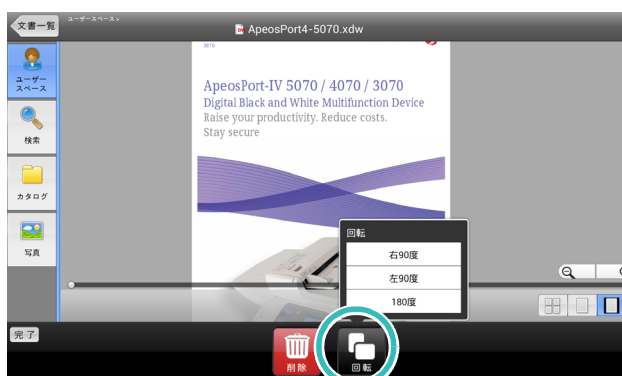 文書一覧
ユーザースペース>
ApeosPort4-5070.xdw
ユーザー
スペース
検索
カタログ
写真
3070
ApeosPort-IV 5070 / 4070 / 3070
Digital Black and White Multifunction Device
Raise your productivity. Reduce costs.
Stay secure
回転
右90度
左90度
180度
完了
削除
回転